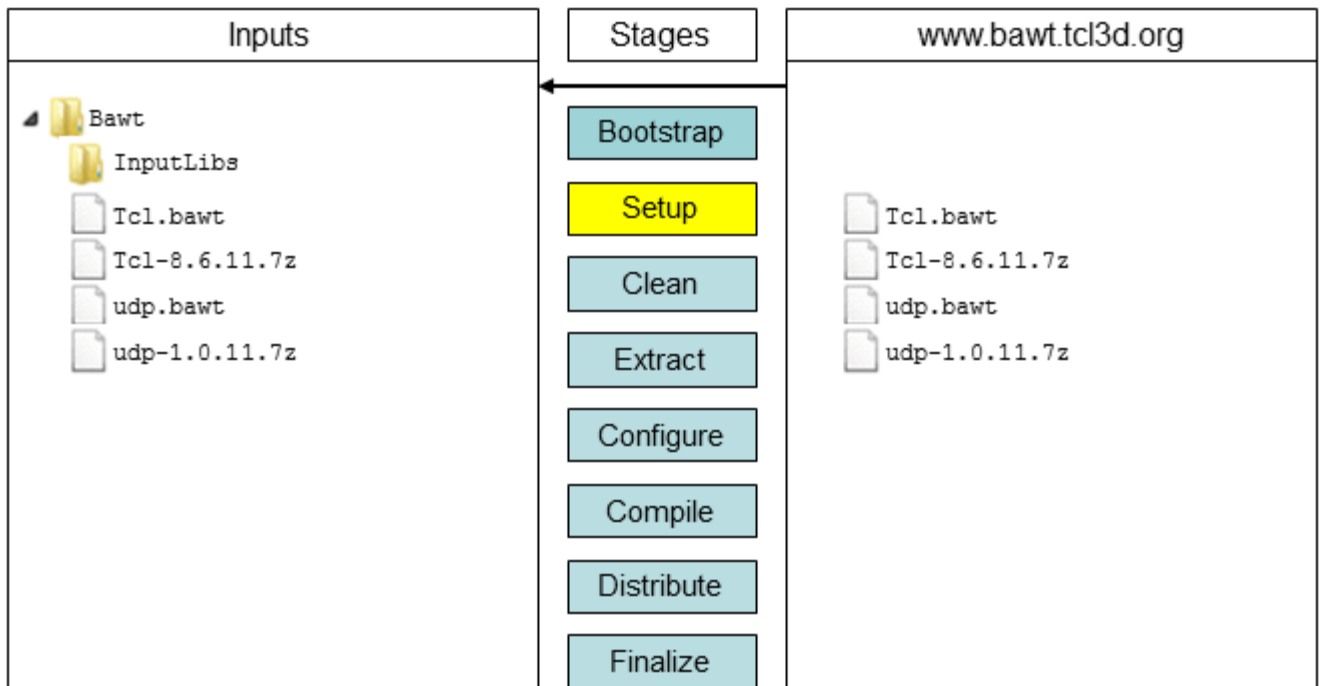 Inputs
Bawt
InputLibs
Tcl.bawt
Tcl-8.6.11.7z
udp.bawt
udp-1.0.11.7z
Stages
Bootstrap
Setup
Clean
Extract
Configure
Compile
Distribute
Finalize
www.bawt.tcl3d.org
Tcl.bawt
Tcl-8.6.11.7z
udp.bawt
udp-1.0.11.7z